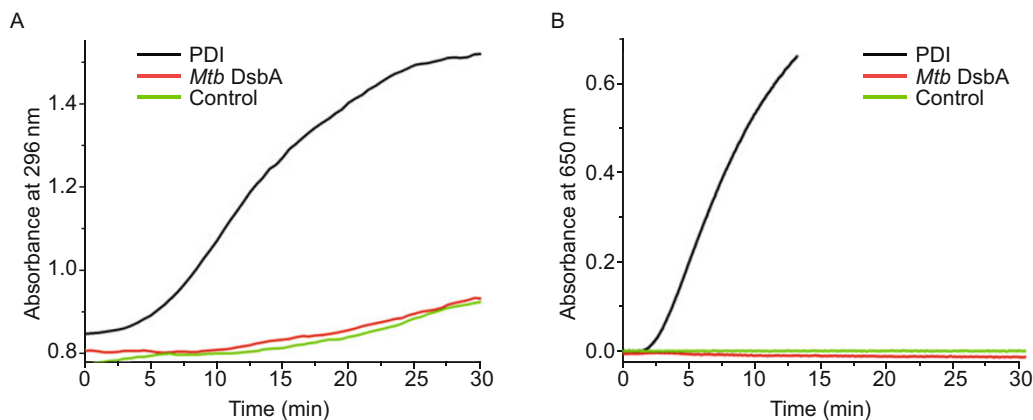 A
PDI
Mtb DsbA
Control
Absorbance at 296 nm
1.4
1.2
1.0
0.8
0 5 10 15 20 25 30
Time (min)
B
PDI
Mtb DsbA
Control
Absorbance at 650 nm
0.6
0.4
0.2
0.0
0 5 10 15 20 25 30
Time (min)